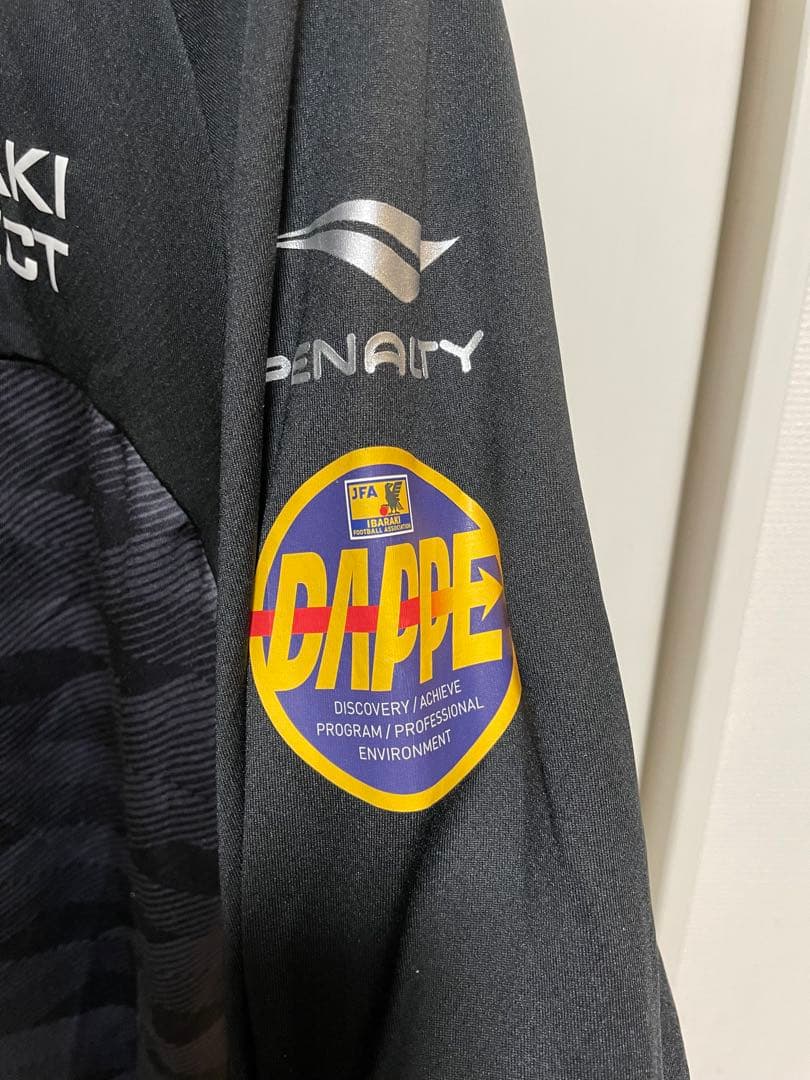 AKI
CT
PENALTY
JFA
IBARAKI
FOOTBALL ASSOCIATION
DAPPE
DISCOVERY / ACHIEVE
PROGRAM / PROFESSIONAL
ENVIRONMENT